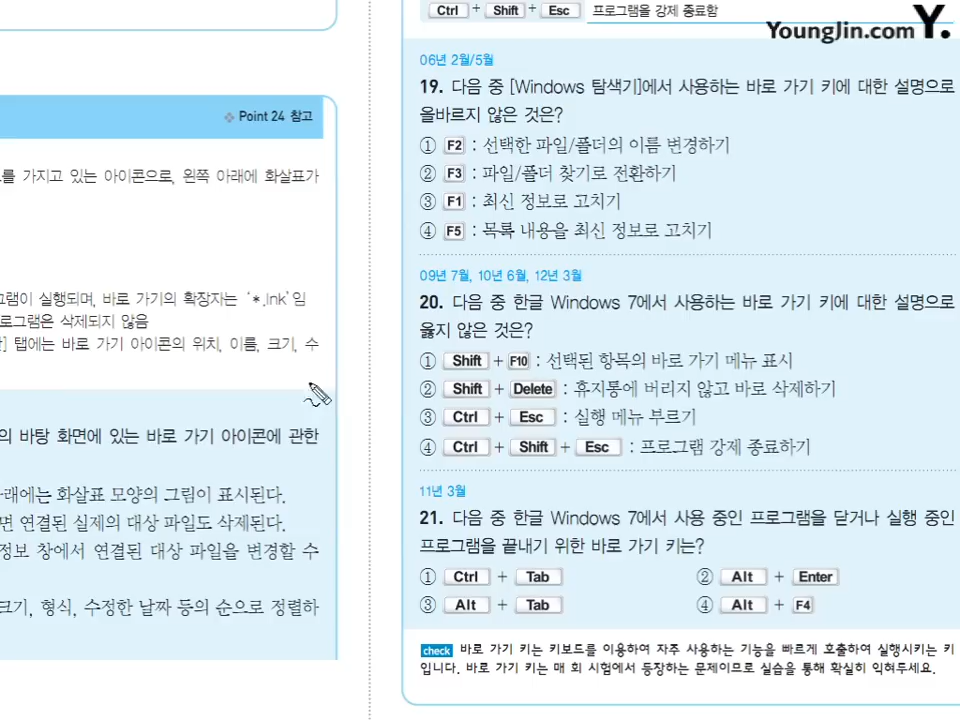 Point 24 참고
를 가지고 있는 아이콘으로, 왼쪽 아래에 화살표가
그램이 실행되며, 바로 가기의 확장자는 ‘*.lnk’임
로그램은 삭제되지 않음
] 탭에는 바로 가기 아이콘의 위치, 이름, 크기, 수
의 바탕 화면에 있는 바로 가기 아이콘에 관한
래에는 화살표 모양의 그림이 표시된다.
면 연결된 실제의 대상 파일도 삭제된다.
정보 창에서 연결된 대상 파일을 변경할 수
크기, 형식, 수정한 날짜 등의 순으로 정렬하
Ctrl + Shift + Esc 프로그램을 강제 종료함
YoungJin.com Y.
06년 2월/5월
19. 다음 중 [Windows 탐색기]에서 사용하는 바로 가기 키에 대한 설명으로
올바르지 않은 것은?
① F2 : 선택한 파일/폴더의 이름 변경하기
② F3 : 파일/폴더 찾기로 전환하기
③ F1 : 최신 정보로 고치기
④ F5 : 목록 내용을 최신 정보로 고치기
09년 7월, 10년 6월, 12년 3월
20. 다음 중 한글 Windows 7에서 사용하는 바로 가기 키에 대한 설명으로
옳지 않은 것은?
① Shift + F10 : 선택된 항목의 바로 가기 메뉴 표시
② Shift + Delete : 휴지통에 버리지 않고 바로 삭제하기
③ Ctrl + Esc : 실행 메뉴 부르기
④ Ctrl + Shift + Esc : 프로그램 강제 종료하기
11년 3월
21. 다음 중 한글 Windows 7에서 사용 중인 프로그램을 닫거나 실행 중인
프로그램을 끝내기 위한 바로 가기 키는?
① Ctrl + Tab ② Alt + Enter
③ Alt + Tab ④ Alt + F4
check 바로 가기 키는 키보드를 이용하여 자주 사용하는 기능을 빠르게 호출하여 실행시키는 키
입니다. 바로 가기 키는 매 회 시험에서 등장하는 문제이므로 실습을 통해 확실히 익혀두세요.